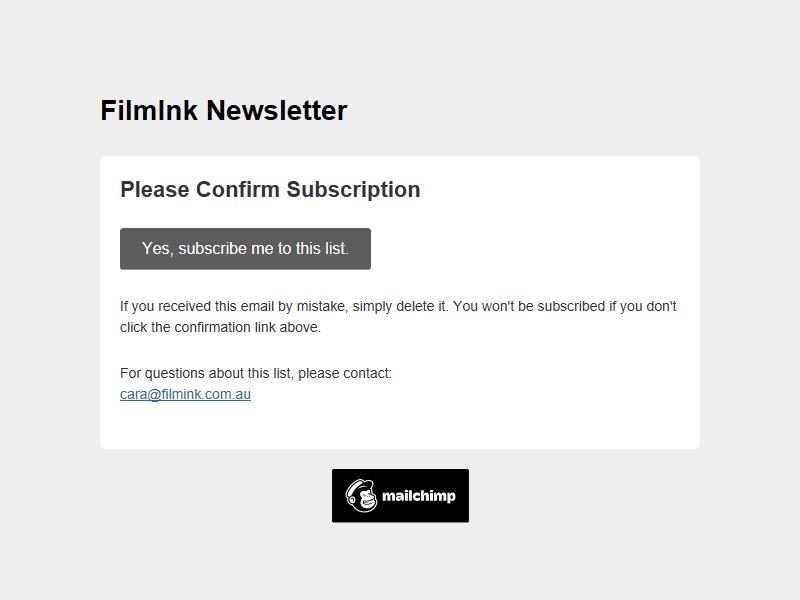 FilmInk Newsletter
Please Confirm Subscription
Yes, subscribe me to this list.
If you received this email by mistake, simply delete it. You won't be subscribed if you don't
click the confirmation link above.
For questions about this list, please contact:
cara@filmink.com.au
mailchimp